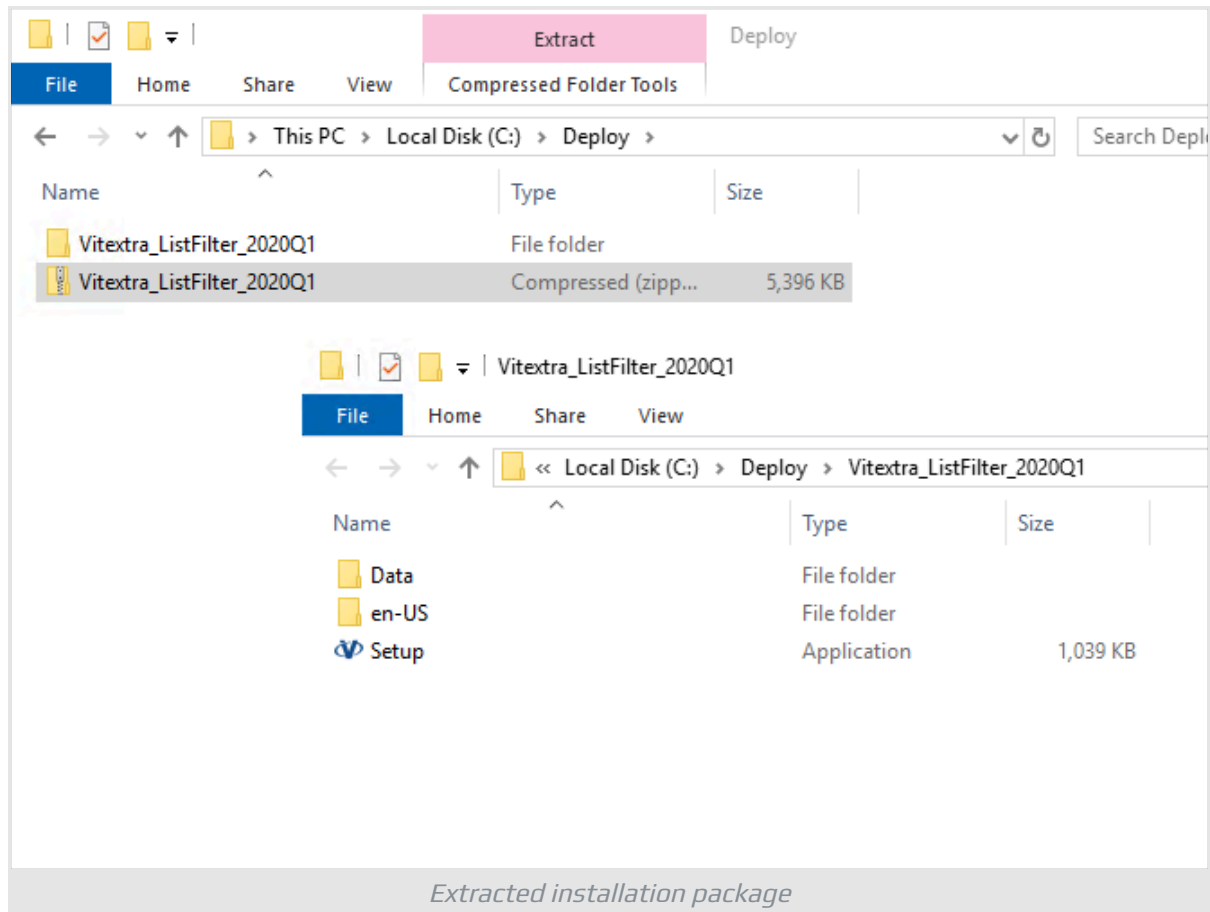 Extract Deploy
File Home Share View Compressed Folder Tools
This PC > Local Disk (C:) > Deploy > Search Depl
Name Type Size
Vitextra_ListFilter_2020Q1 File folder
Vitextra_ListFilter_2020Q1 Compressed (zipp... 5,396 KB
Vitextra_ListFilter_2020Q1
File Home Share View
« Local Disk (C:) > Deploy > Vitextra_ListFilter_2020Q1
Name Type Size
Data File folder
en-US File folder
Setup Application 1,039 KB
Extracted installation package